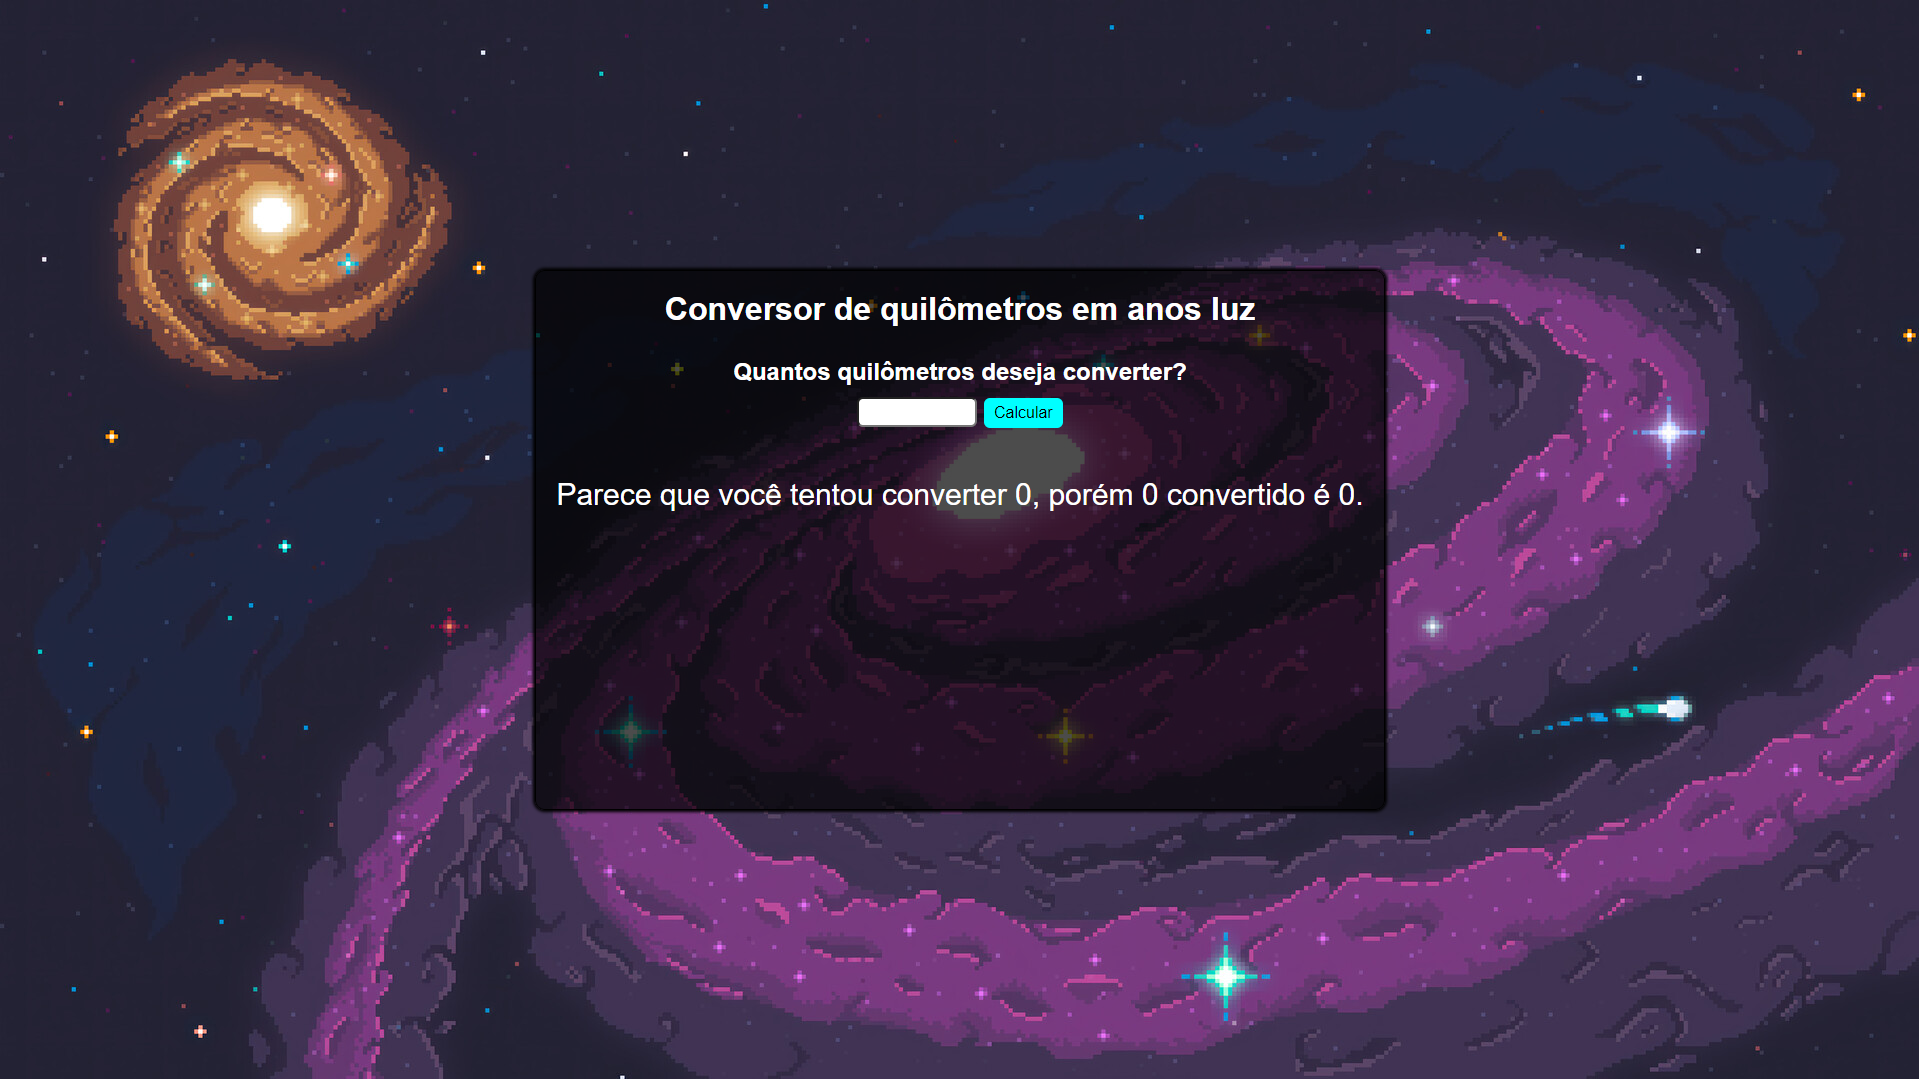 Conversor de quilômetros em anos luz
Quantos quilômetros deseja converter?
Calcular
Parece que você tentou converter 0, porém 0 convertido é 0.